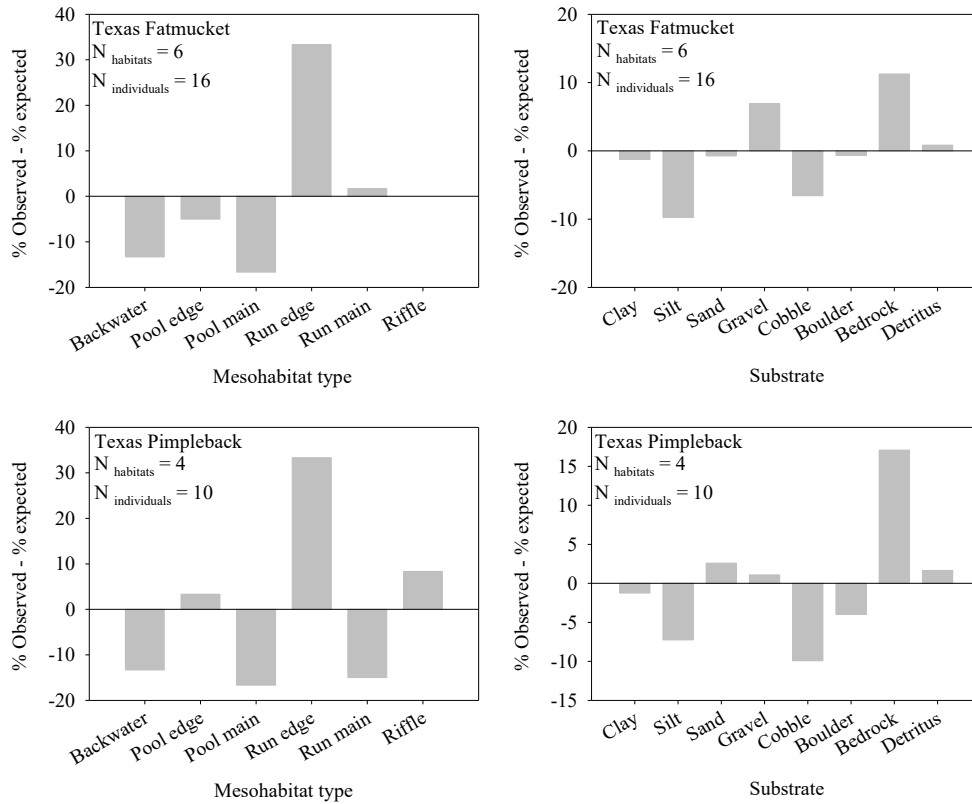 Texas Fatmucket
N habitats = 6
N individuals = 16
% Observed - % expected
40
30
20
10
0
-10
-20
Backwater
Pool edge
Pool main
Run edge
Run main
Riffle
Mesohabitat type
Texas Fatmucket
N habitats = 6
N individuals = 16
% Observed - % expected
20
10
0
-10
-20
Clay
Silt
Sand
Gravel
Cobble
Boulder
Bedrock
Detritus
Substrate
Texas Pimpleback
N habitats = 4
N individuals = 10
% Observed - % expected
40
30
20
10
0
-10
-20
Backwater
Pool edge
Pool main
Run edge
Run main
Riffle
Mesohabitat type
Texas Pimpleback
N habitats = 4
N individuals = 10
% Observed - % expected
20
15
10
5
0
-5
-10
-15
Clay
Silt
Sand
Gravel
Cobble
Boulder
Bedrock
Detritus
Substrate